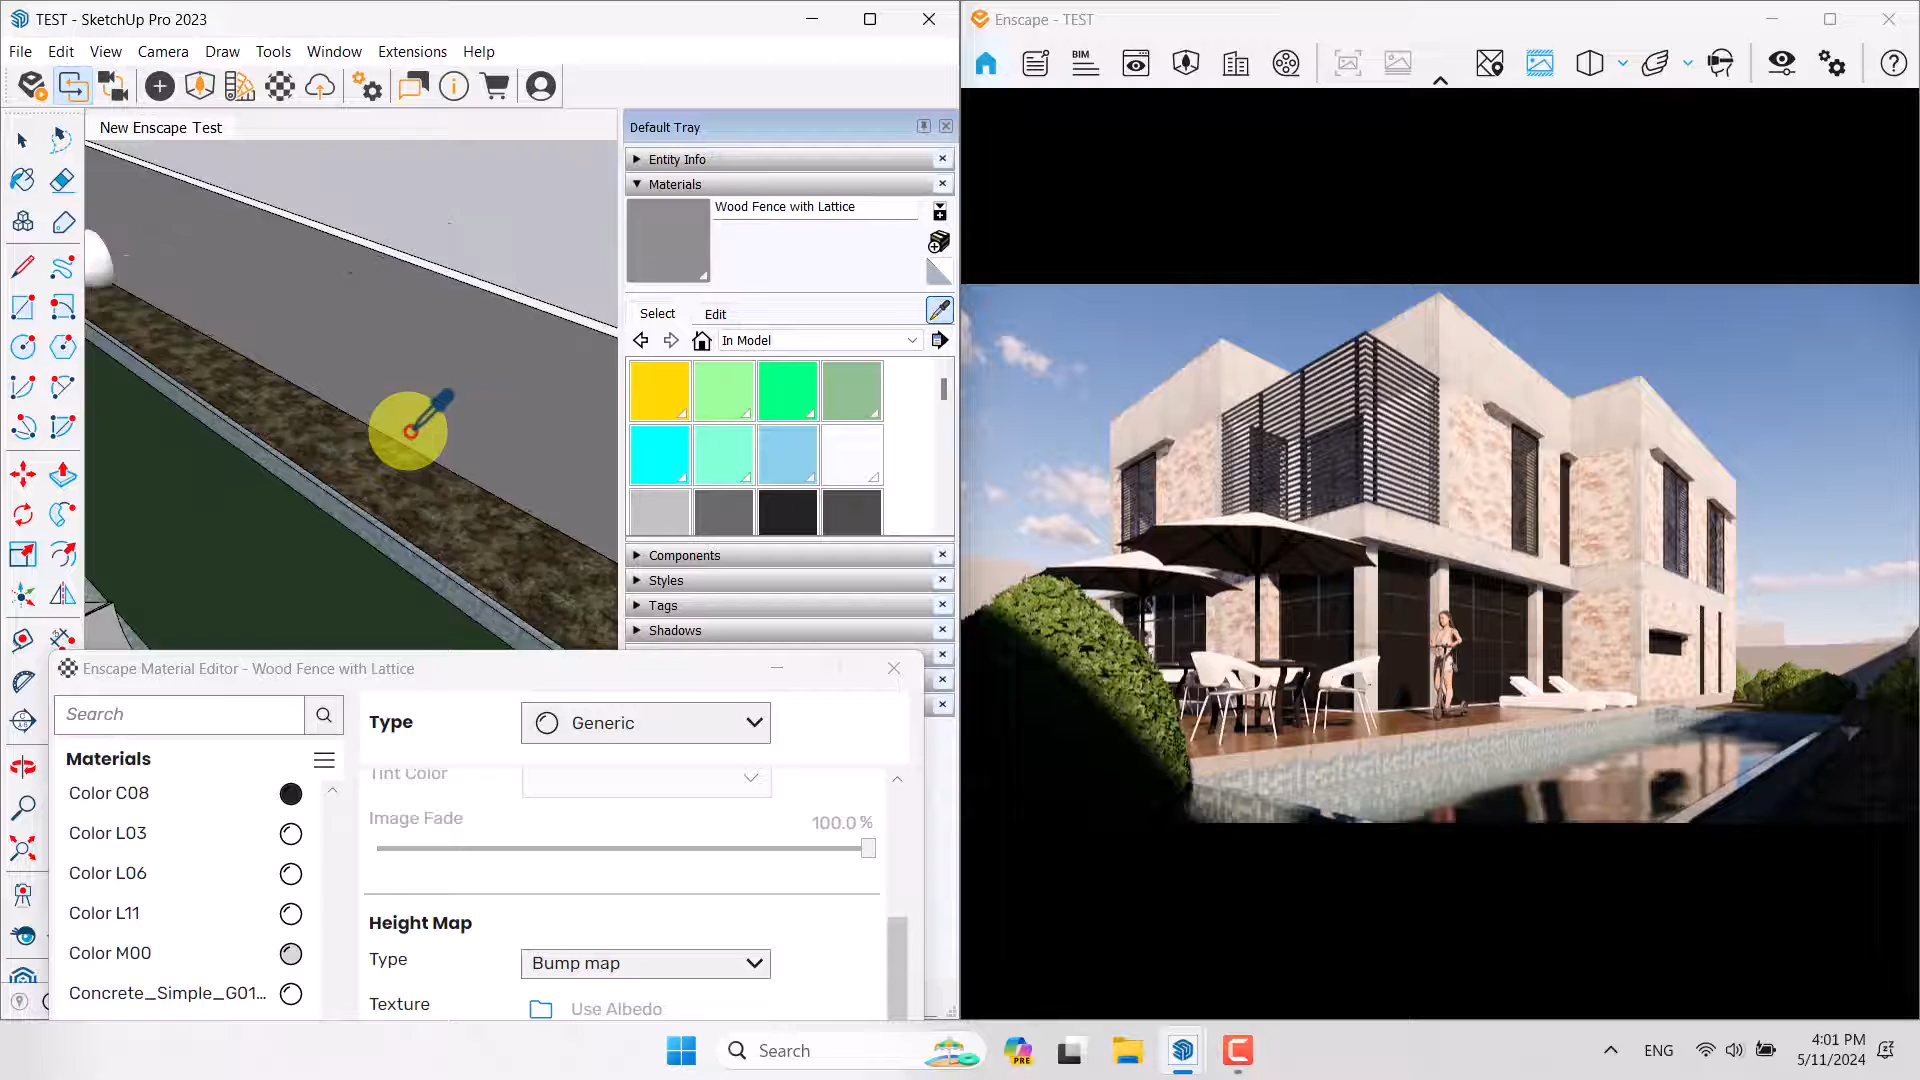 TEST - SketchUp Pro 2023
File Edit View Camera Draw Tools Window Extensions Help
New Enscape Test
Default Tray
Entity Info
Materials
Wood Fence with Lattice
Select Edit
In Model
Components
Styles
Tags
Shadows
Enscape Material Editor - Wood Fence with Lattice
Search
Materials
Color C08
Color L03
Color L06
Color L11
Color M00
Concrete_Simple_G01...
Type Generic
Tint Color
Image Fade
100.0 %
Height Map
Type Bump map
Texture Use Albedo
Enscape - TEST
BIM
Search
PRE
ENG
4:01 PM
5/11/2024